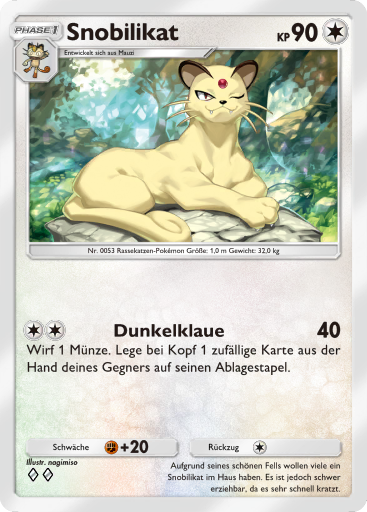 PHASE 1 Snobilikat KP 90
Entwickelt sich aus Mauzi
Nr. 0053 Rassekatzen-Pokémon Größe: 1,0 m Gewicht: 32,0 kg
Dunkelklaue 40
Wirf 1 Münze. Lege bei Kopf 1 zufällige Karte aus der
Hand deines Gegners auf seinen Ablagestapel.
Schwäche +20 Rückzug
Illustr. nagimiso
Aufgrund seines schönen Fells wollen viele ein
Snobilikat im Haus haben. Es ist jedoch schwer
erziehbar, da es sehr schnell kratzt.